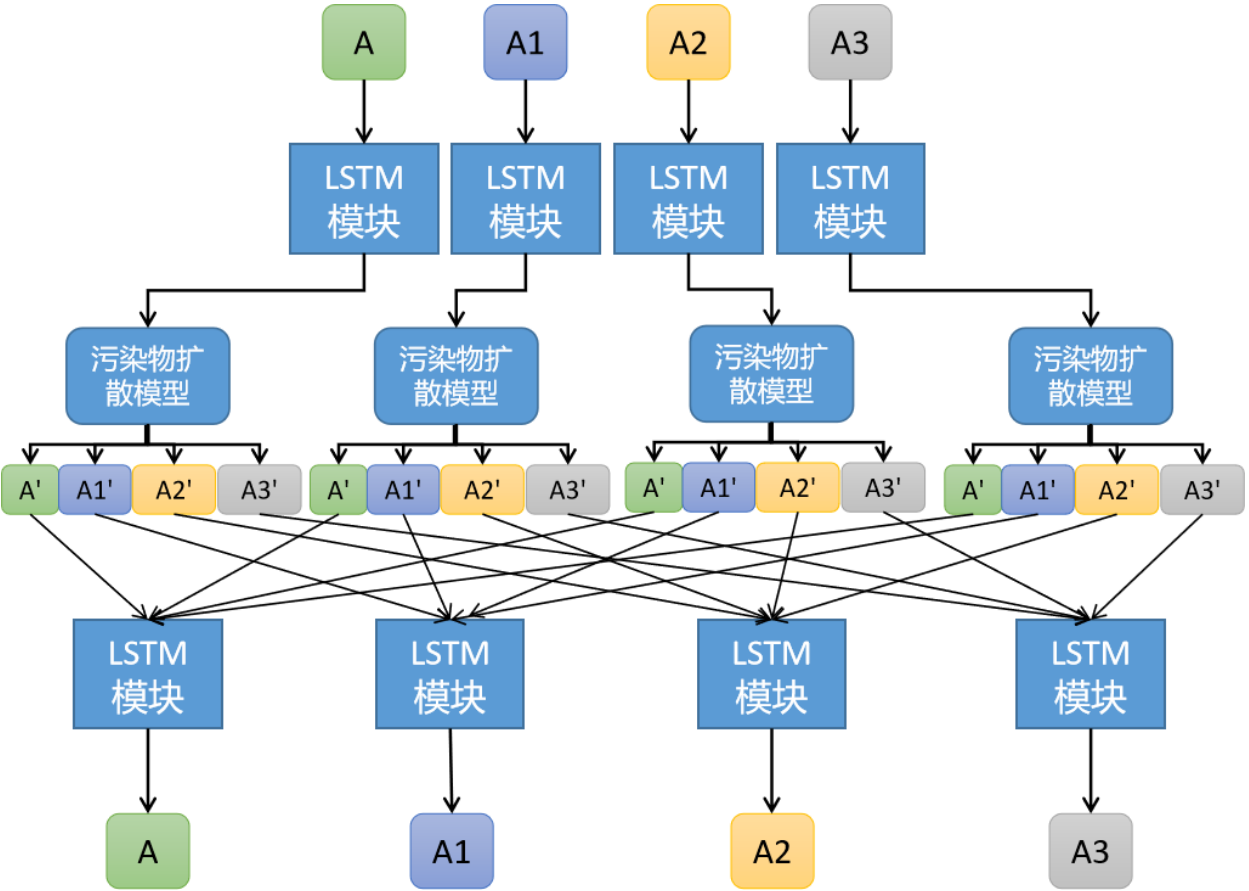 A
A1
A2
A3
LSTM
模块
LSTM
模块
LSTM
模块
LSTM
模块
污染物扩
散模型
污染物扩
散模型
污染物扩
散模型
污染物扩
散模型
A'
A1'
A2'
A3'
A'
A1'
A2'
A3'
A'
A1'
A2'
A3'
A'
A1'
A2'
A3'
LSTM
模块
LSTM
模块
LSTM
模块
LSTM
模块
A
A1
A2
A3